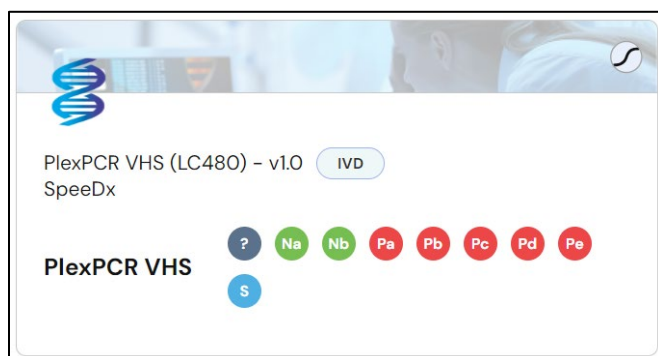 PlexPCR VHS (LC480) - v1.0 IVD
SpeeDx
PlexPCR VHS ? Na Nb Pa Pb Pc Pd Pe
S